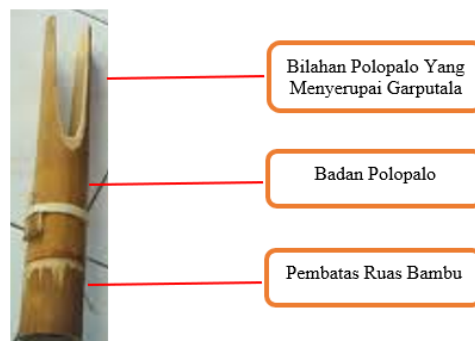 Bilahan Polopalo Yang
Menyerupai Garputala
Badan Polopalo
Pembatas Ruas Bambu